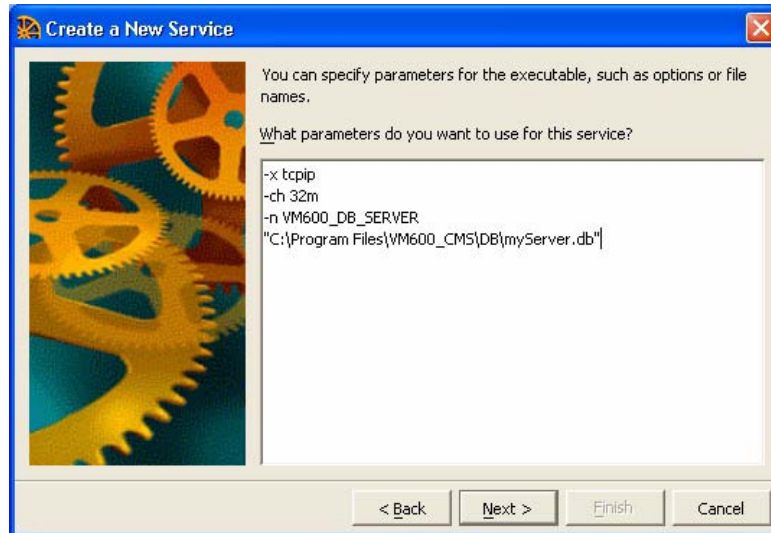 Create a New Service
You can specify parameters for the executable, such as options or file
names.
What parameters do you want to use for this service?
-x tcpip
-ch 32m
-n VM600_DB_SERVER
"C:\Program Files\VM600_CMS\DB\myServer.db"
< Back
Next >
Finish
Cancel